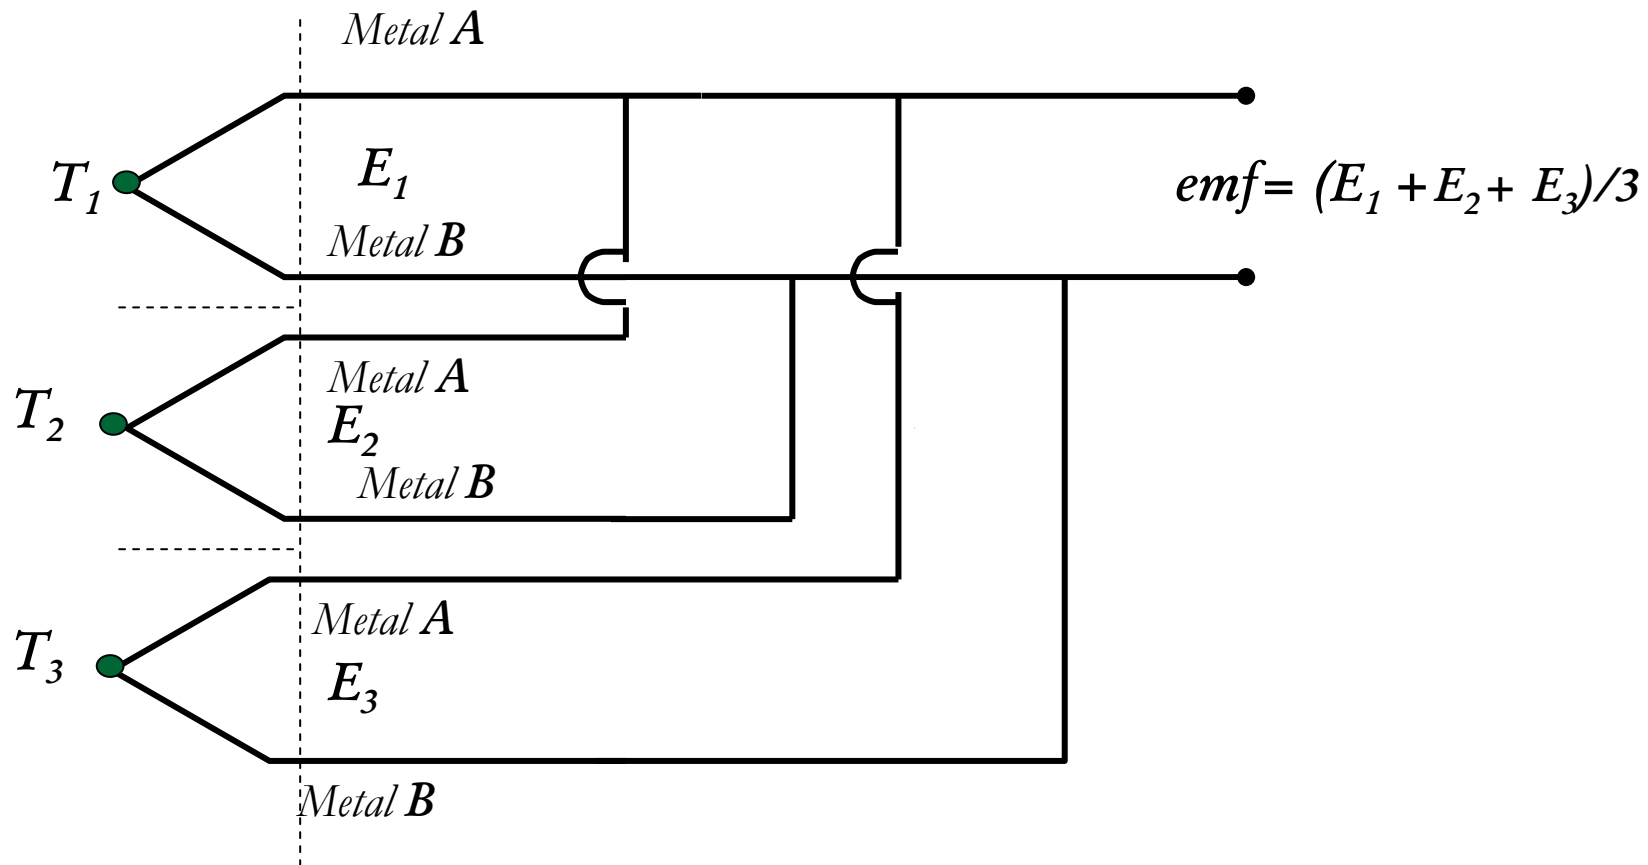 Metal A
T1
E1
emf= (E1 +E2+ E3)/3
Metal B
Metal A
T2
E2
Metal B
Metal A
T3
E3
Metal B